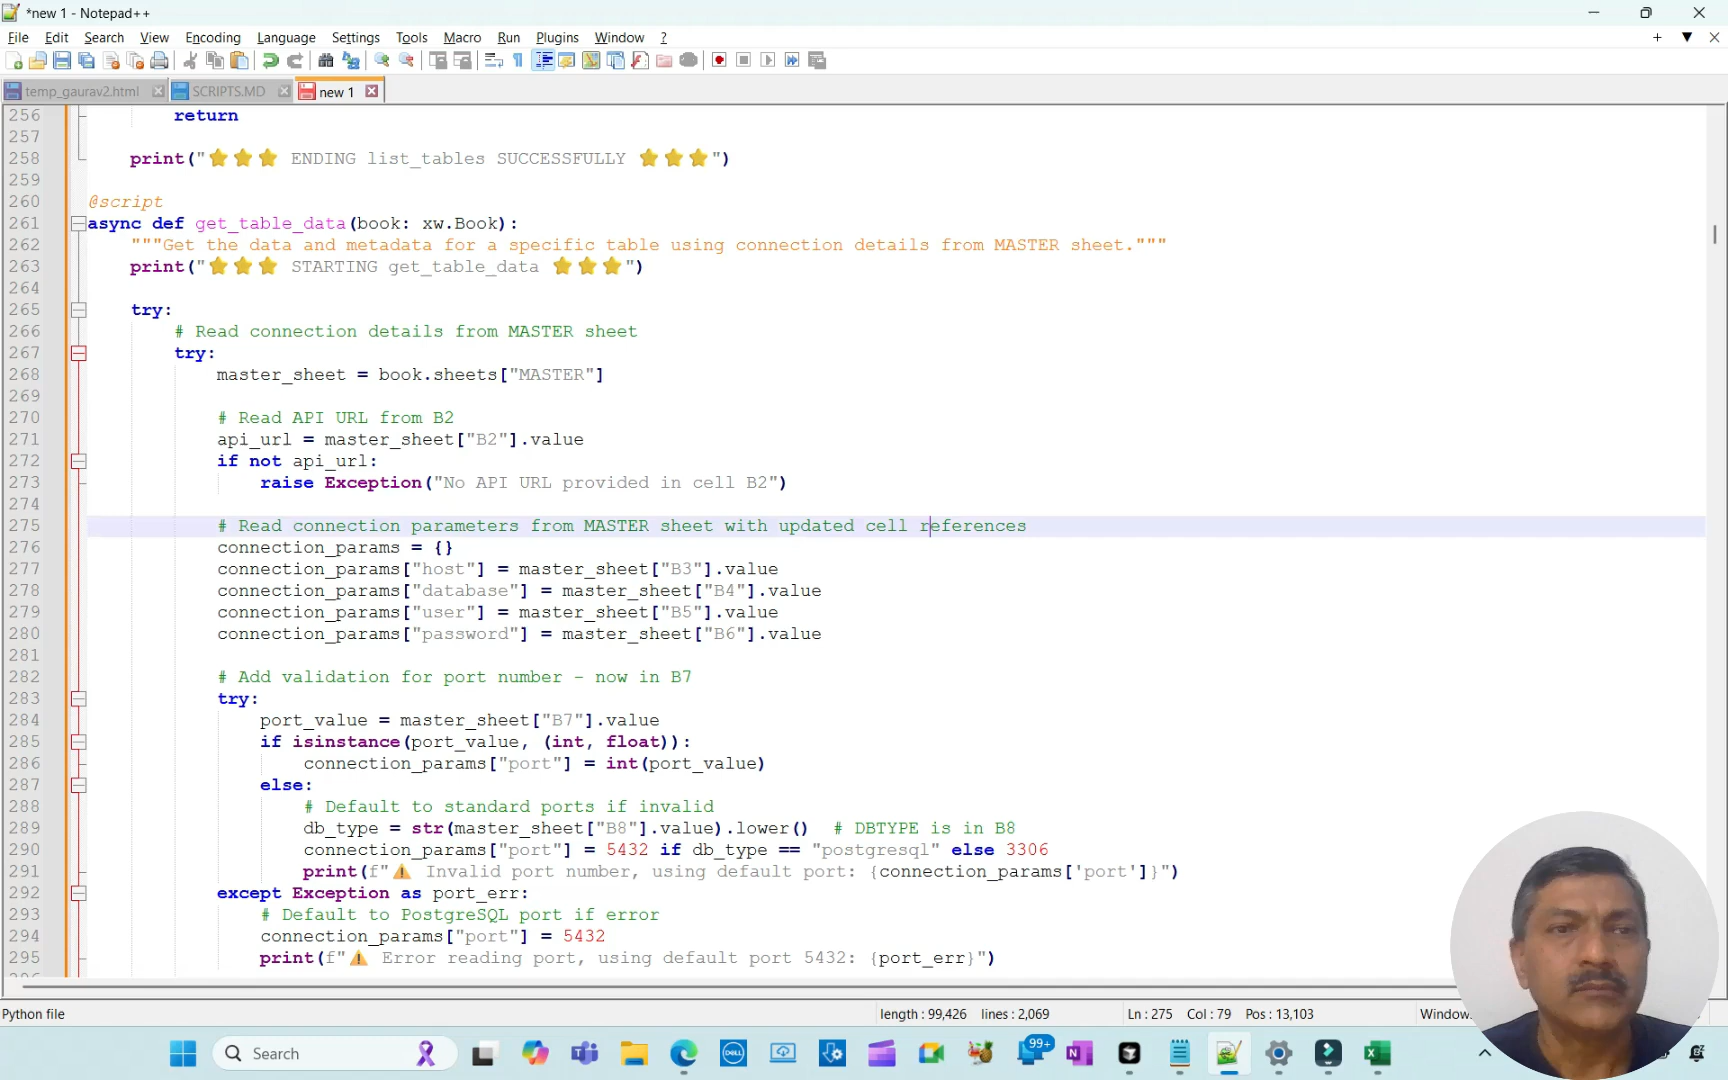 *new 1 - Notepad++
File Edit Search View Encoding Language Settings Tools Macro Run Plugins Window ?
temp_gaurav2.html SCRIPTS.MD new 1
256 return
257
258 print("⭐⭐⭐ ENDING list_tables SUCCESSFULLY ⭐⭐⭐")
259
260 @script
261 async def get_table_data(book: xw.Book):
262 """Get the data and metadata for a specific table using connection details from MASTER sheet."""
263 print("⭐⭐⭐ STARTING get_table_data ⭐⭐⭐")
264
265 try:
266 # Read connection details from MASTER sheet
267 try:
268 master_sheet = book.sheets["MASTER"]
269
270 # Read API URL from B2
271 api_url = master_sheet["B2"].value
272 if not api_url:
273 raise Exception("No API URL provided in cell B2")
274
275 # Read connection parameters from MASTER sheet with updated cell references
276 connection_params = {}
277 connection_params["host"] = master_sheet["B3"].value
278 connection_params["database"] = master_sheet["B4"].value
279 connection_params["user"] = master_sheet["B5"].value
280 connection_params["password"] = master_sheet["B6"].value
281
282 # Add validation for port number - now in B7
283 try:
284 port_value = master_sheet["B7"].value
285 if isinstance(port_value, (int, float)):
286 connection_params["port"] = int(port_value)
287 else:
288 # Default to standard ports if invalid
289 db_type = str(master_sheet["B8"].value).lower() # DBTYPE is in B8
290 connection_params["port"] = 5432 if db_type == "postgresql" else 3306
291 print(f"⚠️ Invalid port number, using default port: {connection_params['port']}")
292 except Exception as port_err:
293 # Default to PostgreSQL port if error
294 connection_params["port"] = 5432
295 print(f"⚠️ Error reading port, using default port 5432: {port_err}")
Python file length : 99,426 lines : 2,069 Ln : 275 Col : 79 Pos : 13,103
Search 99+